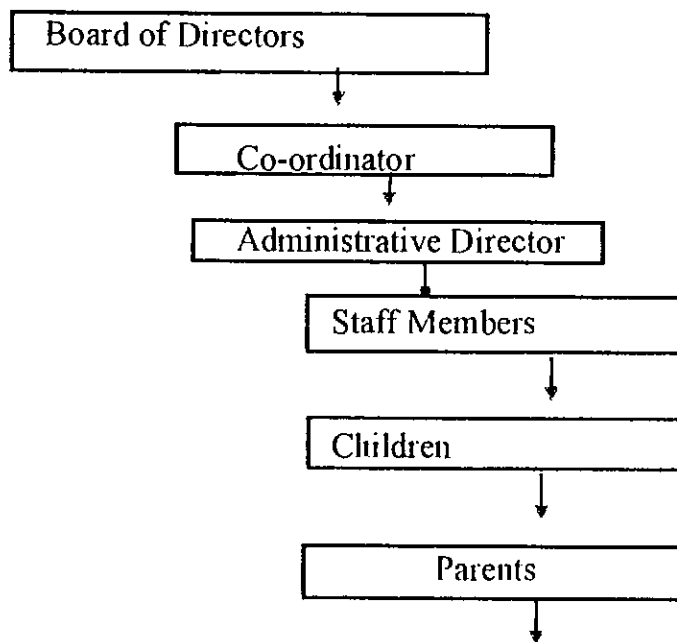 Board of Directors
Co-ordinator
Administrative Director
Staff Members
Children
Parents